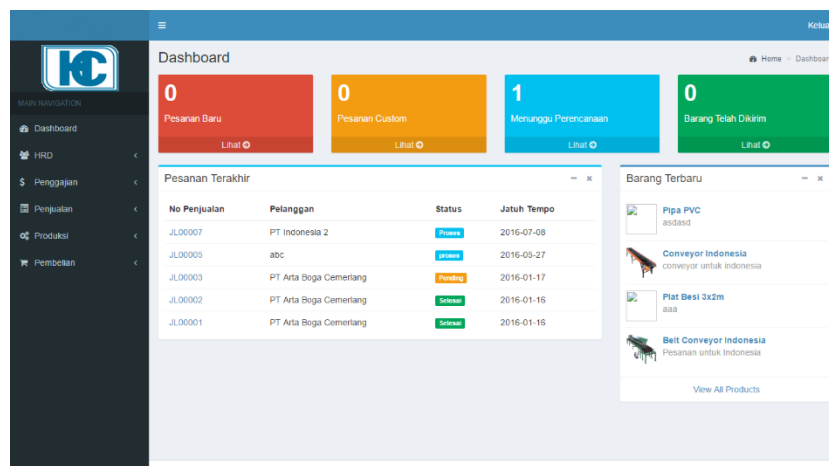 Kelua
KC
MAIN NAVIGATION
Dashboard
HRD
Penggajian
Penjualan
Produksi
Pembelian
Dashboard
Home > Dashboar
0
Pesanan Baru
Lihat
0
Pesanan Custom
Lihat
1
Menunggu Perencanaan
Lihat
0
Barang Telah Dikirim
Lihat
Pesanan Terakhir
No Penjualan Pelanggan Status Jatuh Tempo
JL00007 PT Indonesia 2 Proses 2016-07-08
JL00005 abc proses 2016-05-27
JL00003 PT Arta Boga Cemerlang Pending 2016-01-17
JL00002 PT Arta Boga Cemerlang Selesai 2016-01-16
JL00001 PT Arta Boga Cemerlang Selesai 2016-01-16
Barang Terbaru
Pipa PVC
asdasd
Conveyor Indonesia
conveyor untuk indonesia
Plat Besi 3x2m
aaa
Belt Conveyor Indonesia
Pesanan untuk Indonesia
View All Products